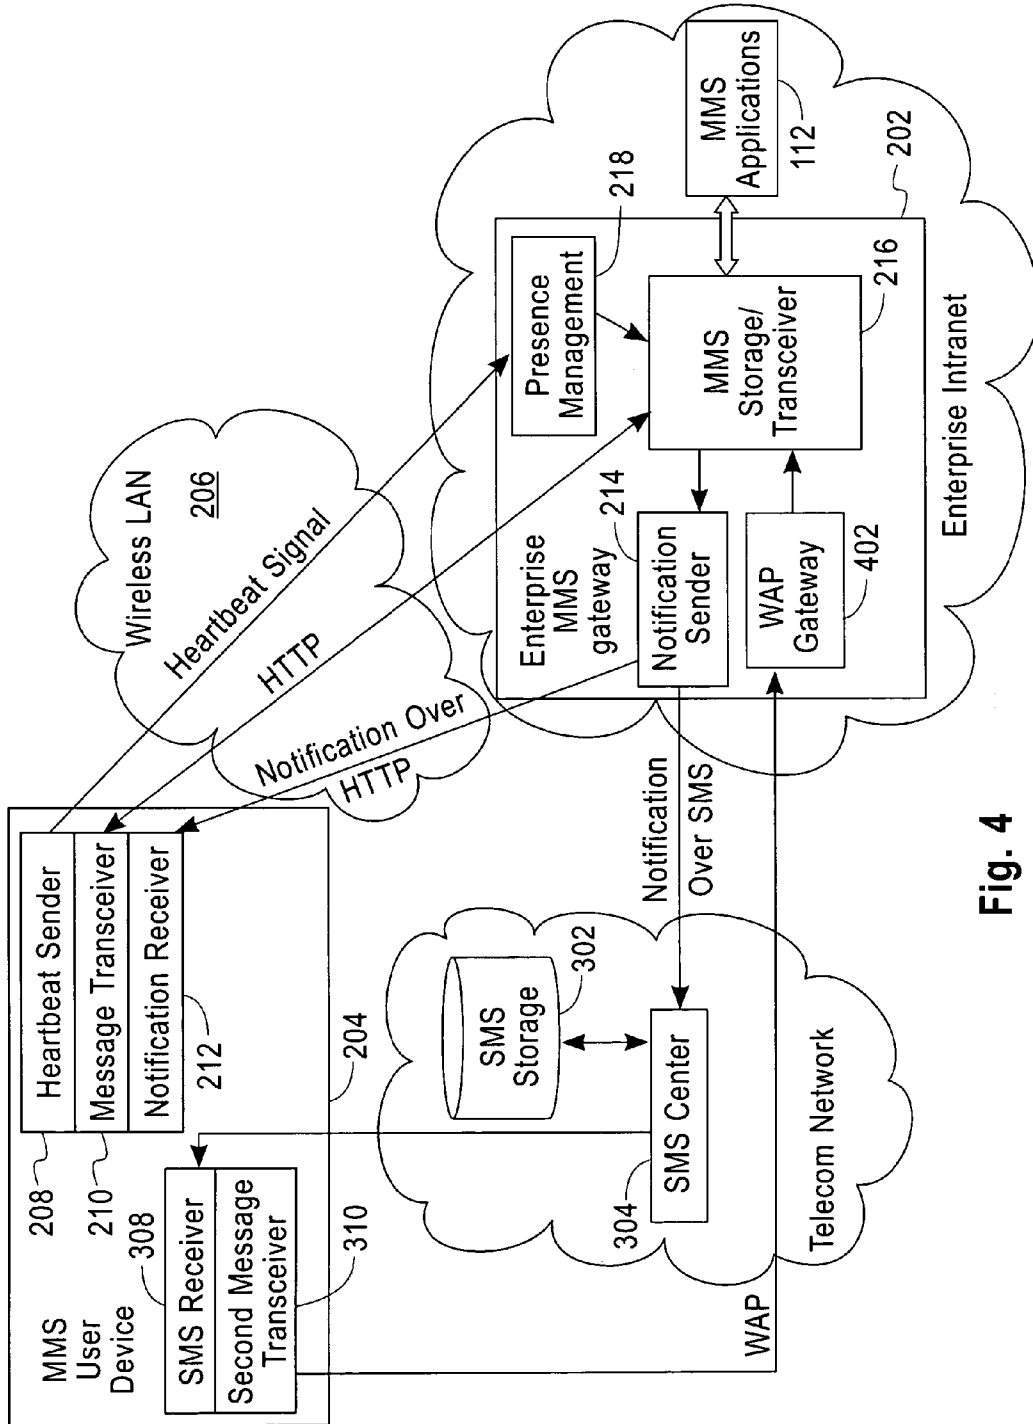 MMS
User
Device
Heartbeat Sender
Message Transceiver
Notification Receiver
208
210
212
204
308
SMS Receiver
Second Message
Transceiver
310
Wireless LAN
206
Heartbeat Signal
HTTP
Notification Over
HTTP
SMS
Storage
302
SMS Center
304
Telecom Network
Notification
Over SMS
WAP
Enterprise
MMS
gateway
Presence
Management
218
MMS
Storage/
Transceiver
216
Notification
Sender
214
WAP
Gateway
402
MMS
Applications
112
202
Enterprise Intranet
Fig. 4